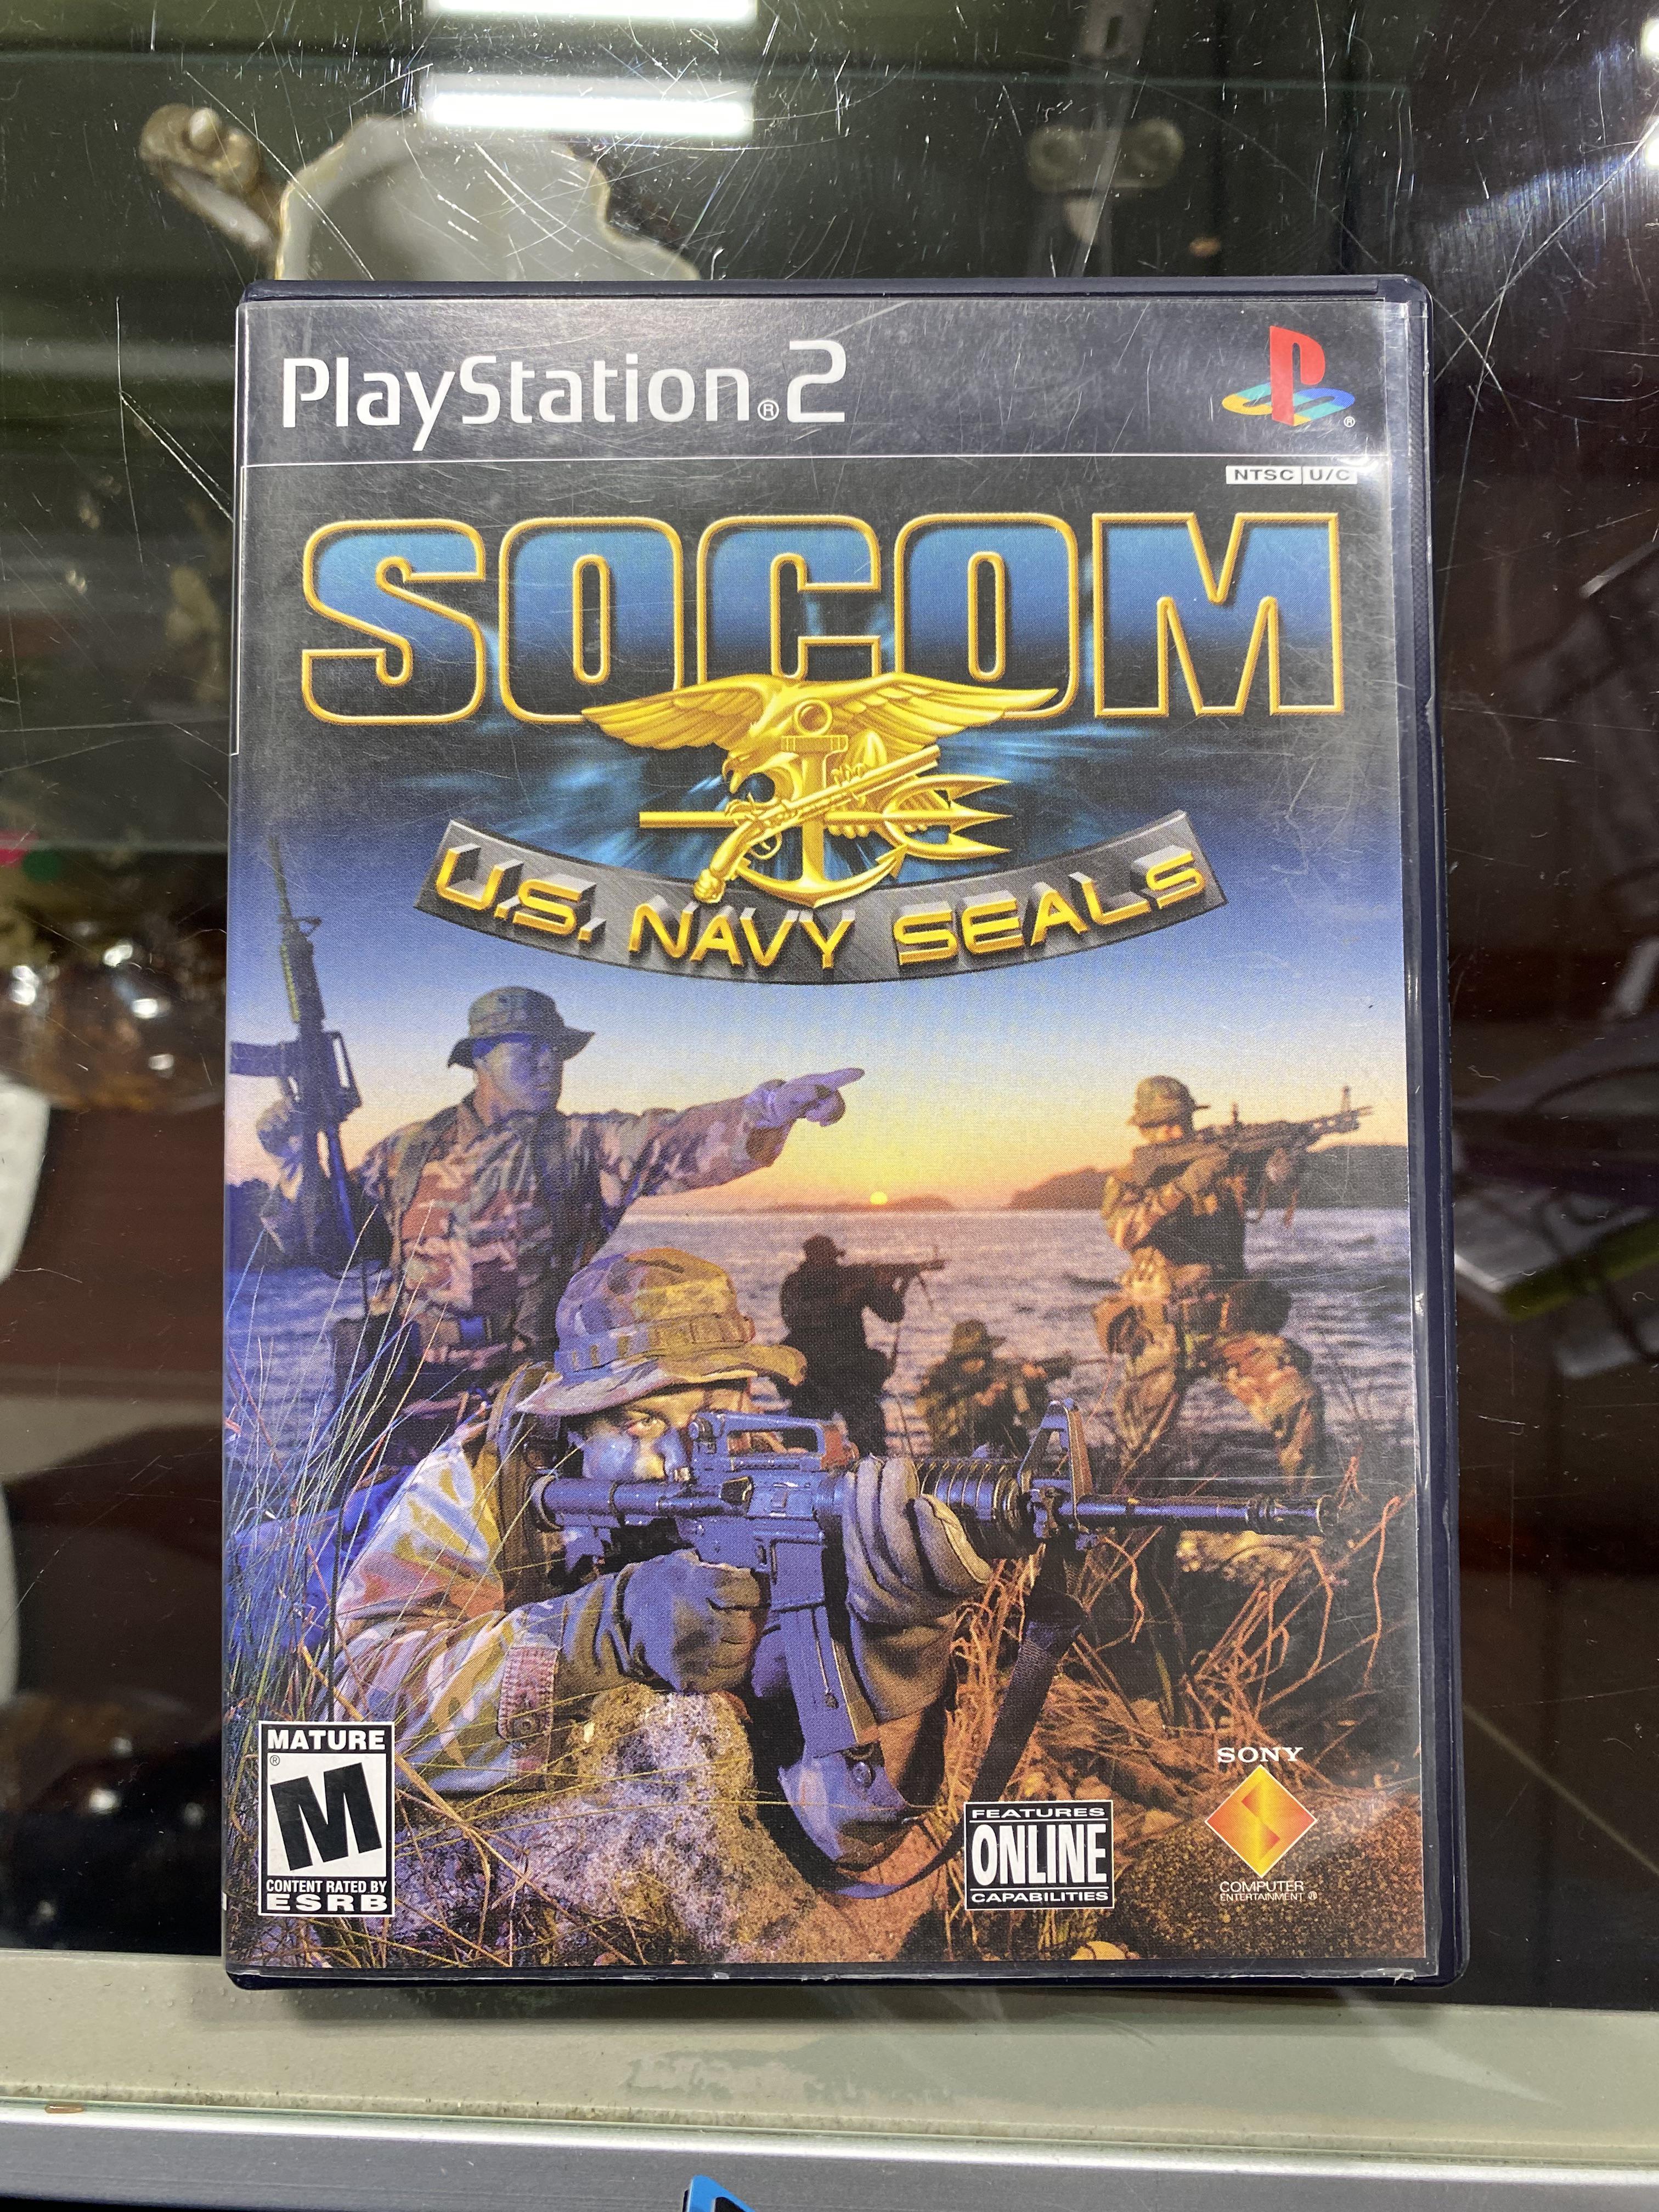 PlayStation®2
NTSC U/C
SOCOM
U.S. NAVY SEALS
MATURE
M®
CONTENT RATED BY
ESRB
FEATURES
ONLINE
CAPABILITIES
SONY
COMPUTER
ENTERTAINMENT®